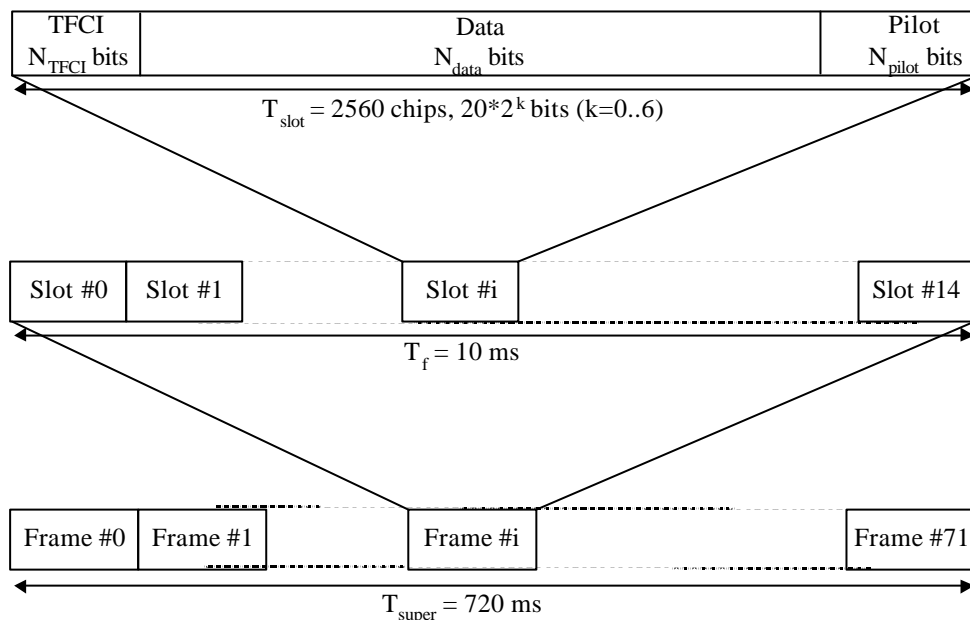 TFCI Data Pilot
N_TFCI bits N_data bits N_pilot bits
T_slot = 2560 chips, 20*2^k bits (k=0..6)
Slot #0 Slot #1 Slot #i Slot #14
T_f = 10 ms
Frame #0 Frame #1 Frame #i Frame #71
T_super = 720 ms